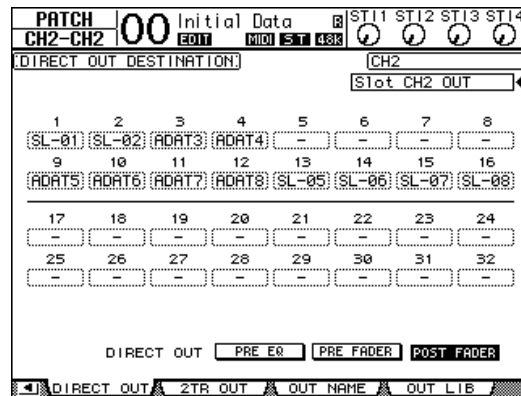 PATCH 00 Initial Data R ST11 ST12 ST13 ST14
CH2-CH2 EDIT MIDI ST 48k
DIRECT OUT DESTINATION CH2
Slot CH2 OUT
1 2 3 4 5 6 7 8
SL-01 SL-02 ADAT3 ADAT4 - - - -
9 10 11 12 13 14 15 16
ADAT5 ADAT6 ADAT7 ADAT8 SL-05 SL-06 SL-07 SL-08
17 18 19 20 21 22 23 24
- - - - - - - -
25 26 27 28 29 30 31 32
- - - - - - - -
DIRECT OUT PRE EQ PRE FADER POST FADER
DIRECT OUT 2TR OUT OUT NAME OUT LIB